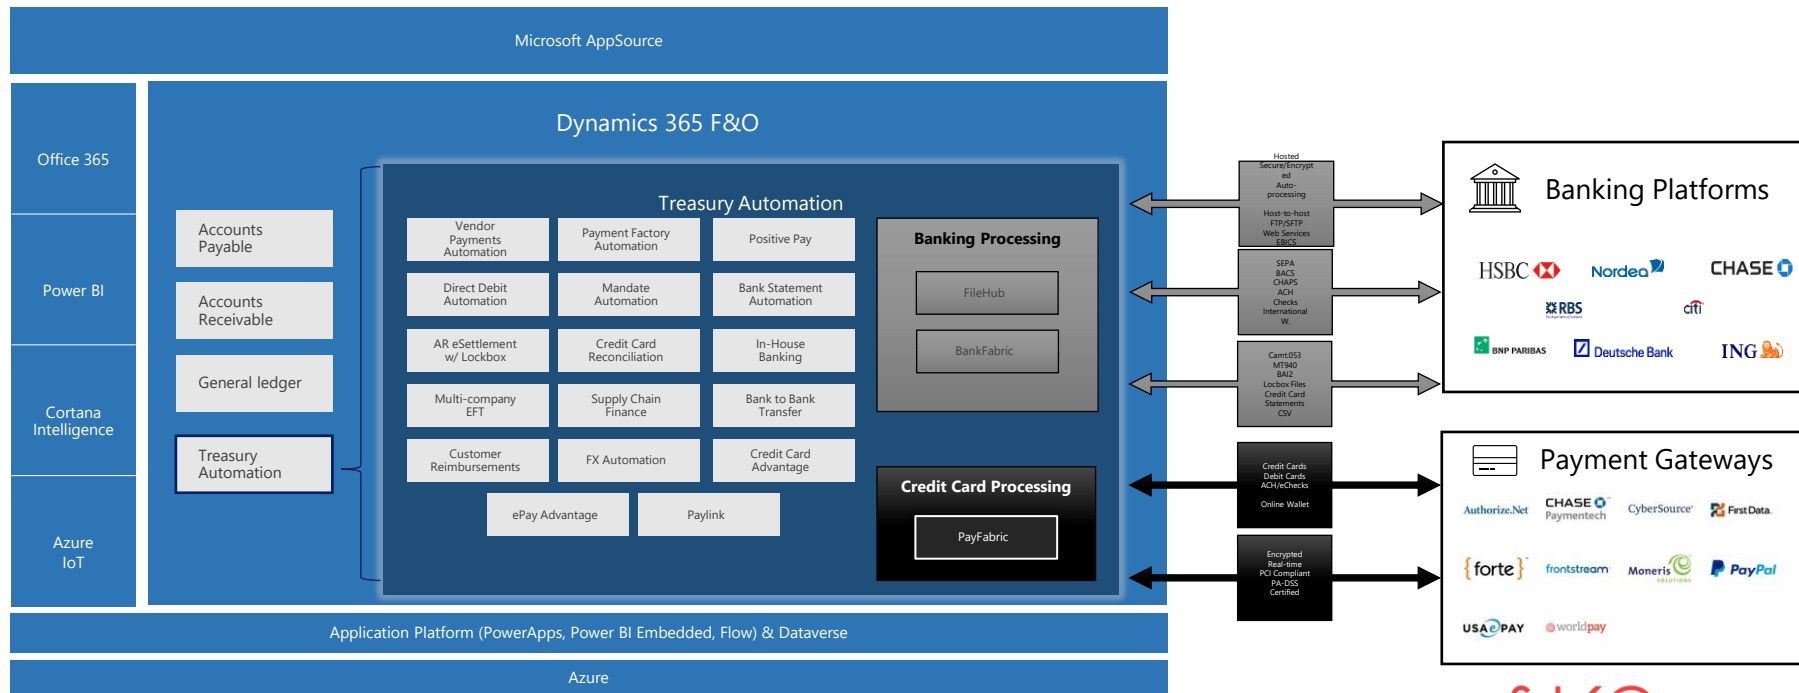 Microsoft AppSource
Office 365
Power BI
Cortana
Intelligence
Azure
IoT
Dynamics 365 F&O
Accounts
Payable
Accounts
Receivable
General ledger
Treasury
Automation
Treasury Automation
Vendor
Payments
Automation
Payment Factory
Automation
Positive Pay
Direct Debit
Automation
Mandate
Automation
Bank Statement
Automation
AR eSettlement
w/ Lockbox
Credit Card
Reconciliation
In-House
Banking
Multi-company
EFT
Supply Chain
Finance
Bank to Bank
Transfer
Customer
Reimbursements
FX Automation
Credit Card
Advantage
ePay Advantage
Paylink
Banking Processing
FileHub
BankFabric
Credit Card Processing
PayFabric
Application Platform (PowerApps, Power BI Embedded, Flow) & Dataverse
Azure
Hosted
Secure/Encrypt
ed
Auto-
processing
Host-to-host
FTP/SFTP
Web Services
EBICS
SEPA
BACS
CHAPS
ACH
Checks
International
W.
Camt.053
MT940
BAI2
Locbox Files
Credit Card
Statements
CSV
Credit Cards
Debit Cards
ACH/eChecks
Online Wallet
Encrypted
Real-time
PCI Compliant
PA-DSS
Certified
Banking Platforms
HSBC
Nordea
CHASE
RBS
citi
BNP PARIBAS
Deutsche Bank
ING
Payment Gateways
Authorize.Net
CHASE
Paymentech
CyberSource
First Data.
{forte}
frontstream
Moneris
SOLUTIONS
PayPal
USAePAY
worldpay